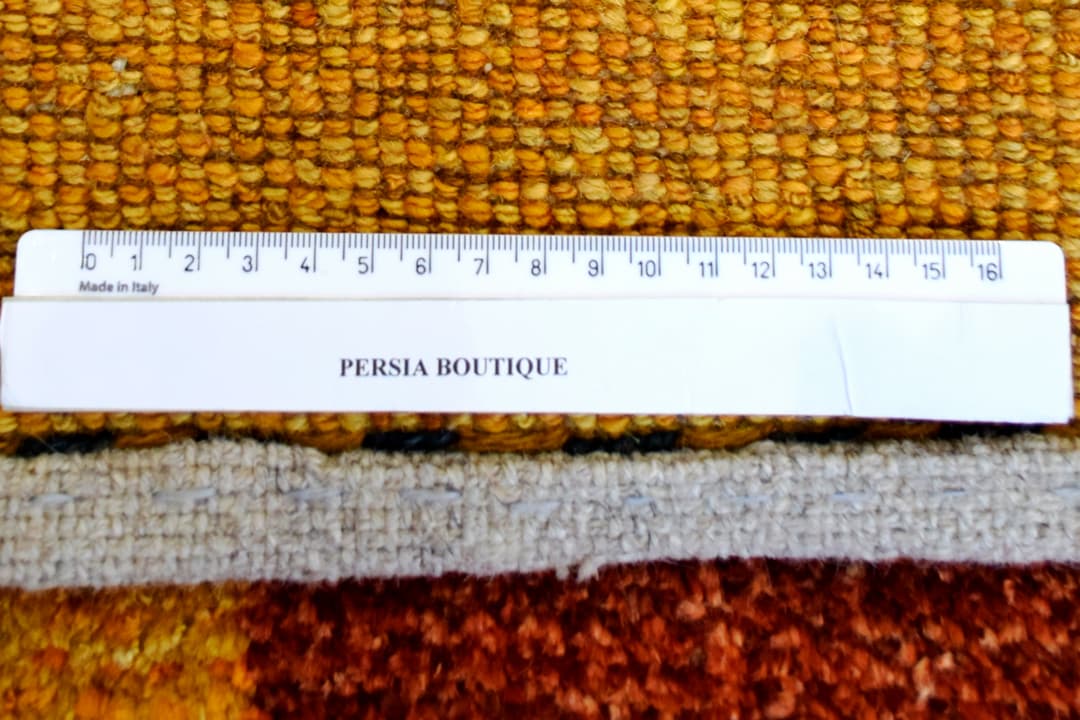 0 1 2 3 4 5 6 7 8 9 10 11 12 13 14 15 16
Made in Italy
PERSIA BOUTIQUE